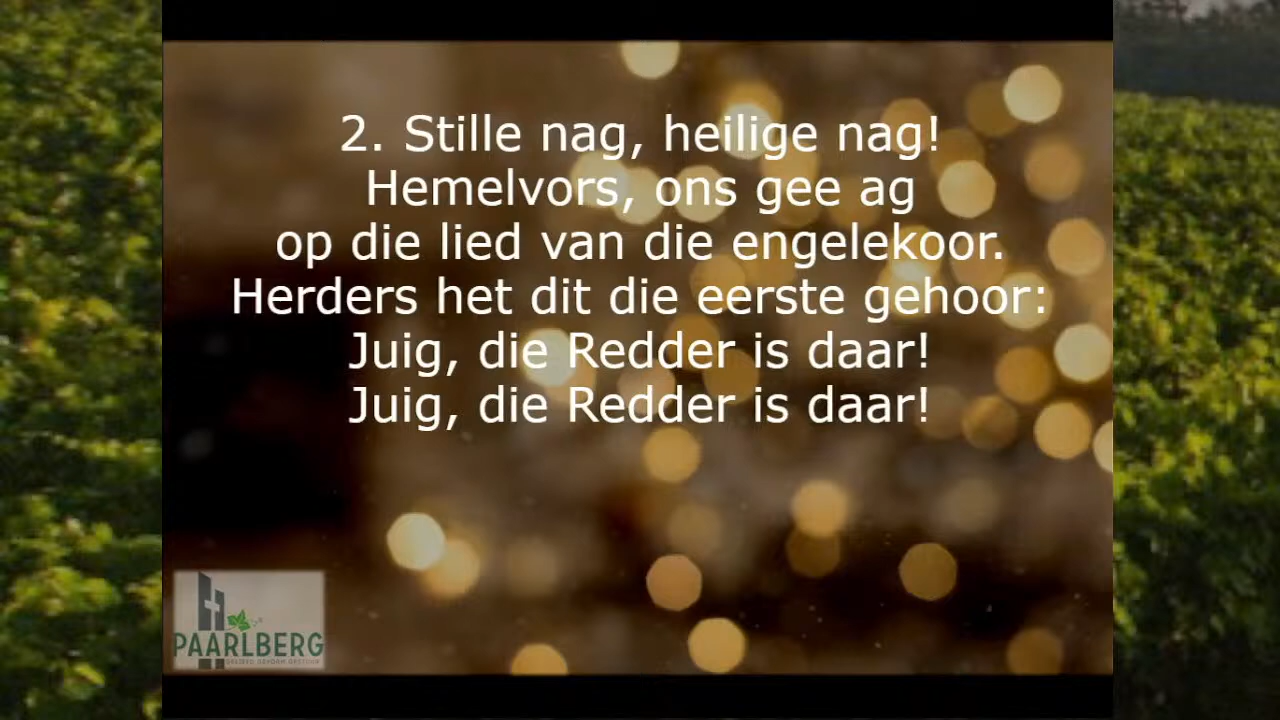 2. Stille nag, heilige nag!
Hemelvors, ons gee ag
op die lied van die engelekoor.
Herders het dit die eerste gehoor:
Juig, die Redder is daar!
Juig, die Redder is daar!
PAARLBERG